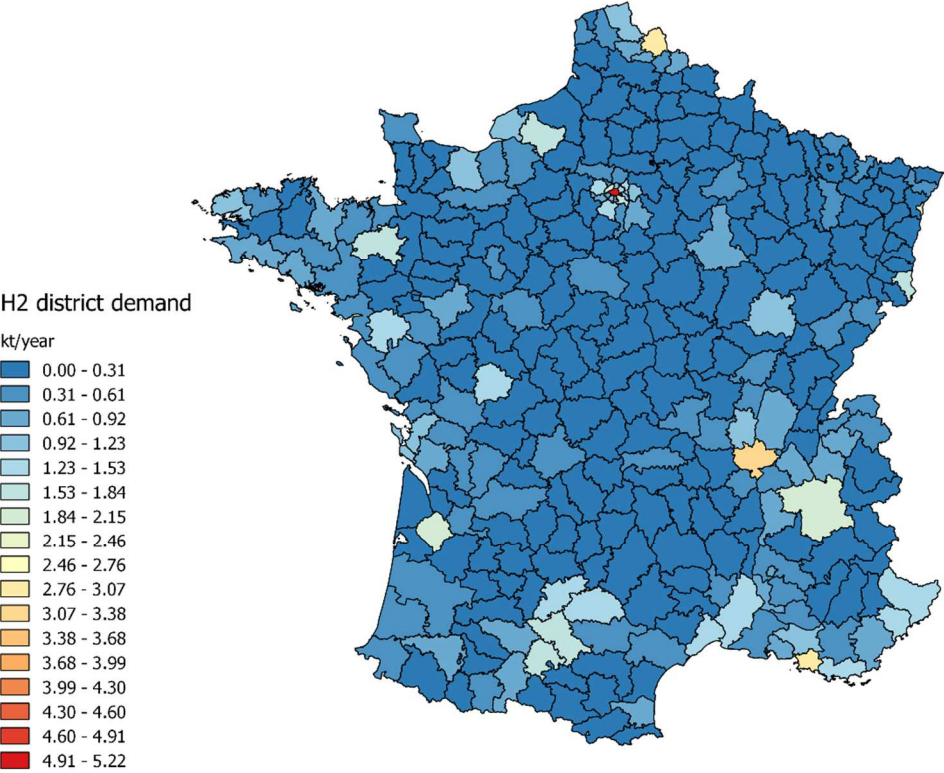 H2 district demand
kt/year
0.00 - 0.31
0.31 - 0.61
0.61 - 0.92
0.92 - 1.23
1.23 - 1.53
1.53 - 1.84
1.84 - 2.15
2.15 - 2.46
2.46 - 2.76
2.76 - 3.07
3.07 - 3.38
3.38 - 3.68
3.68 - 3.99
3.99 - 4.30
4.30 - 4.60
4.60 - 4.91
4.91 - 5.22